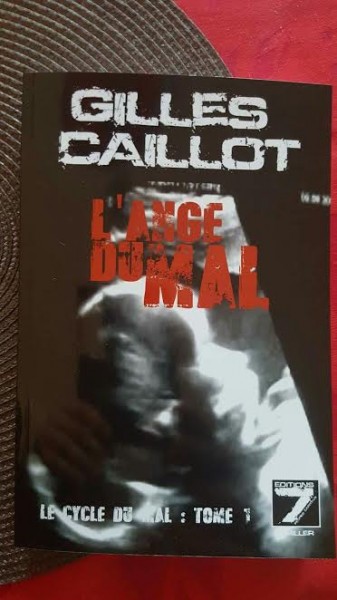 GILLES
CAILLOT
L'ANGE
DU MAL
LE CYCLE DU MAL : TOME 1
EDITIONS
7